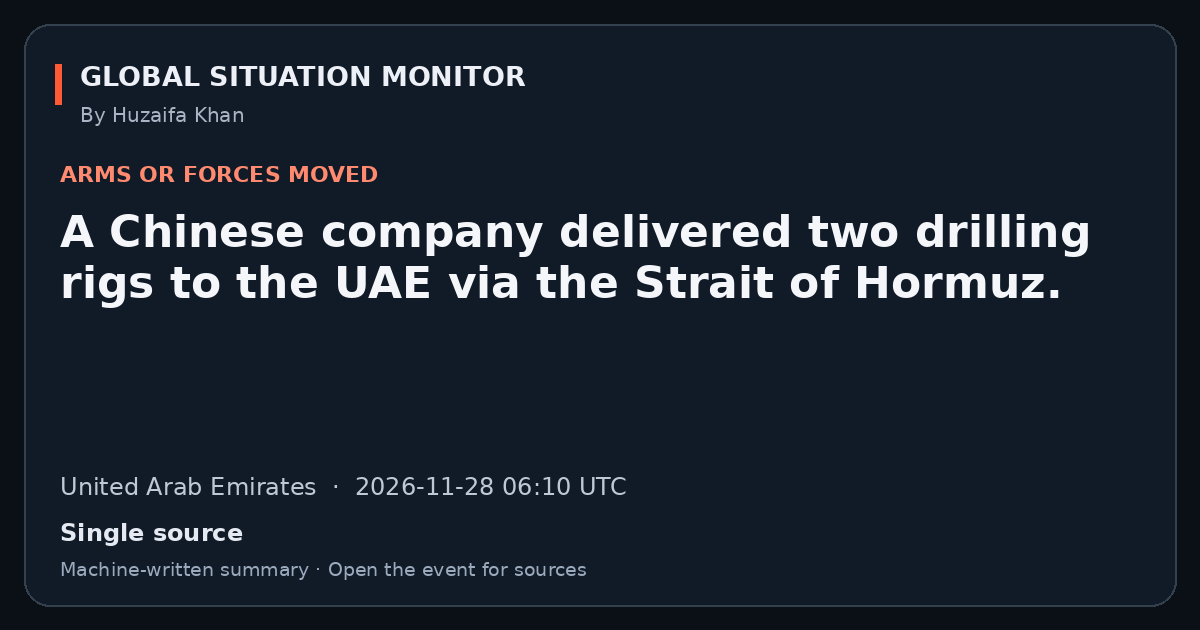 GLOBAL SITUATION MONITOR
By Huzaifa Khan
ARMS OR FORCES MOVED
A Chinese company delivered two drilling
rigs to the UAE via the Strait of Hormuz.
United Arab Emirates · 2026-11-28 06:10 UTC
Single source
Machine-written summary · Open the event for sources